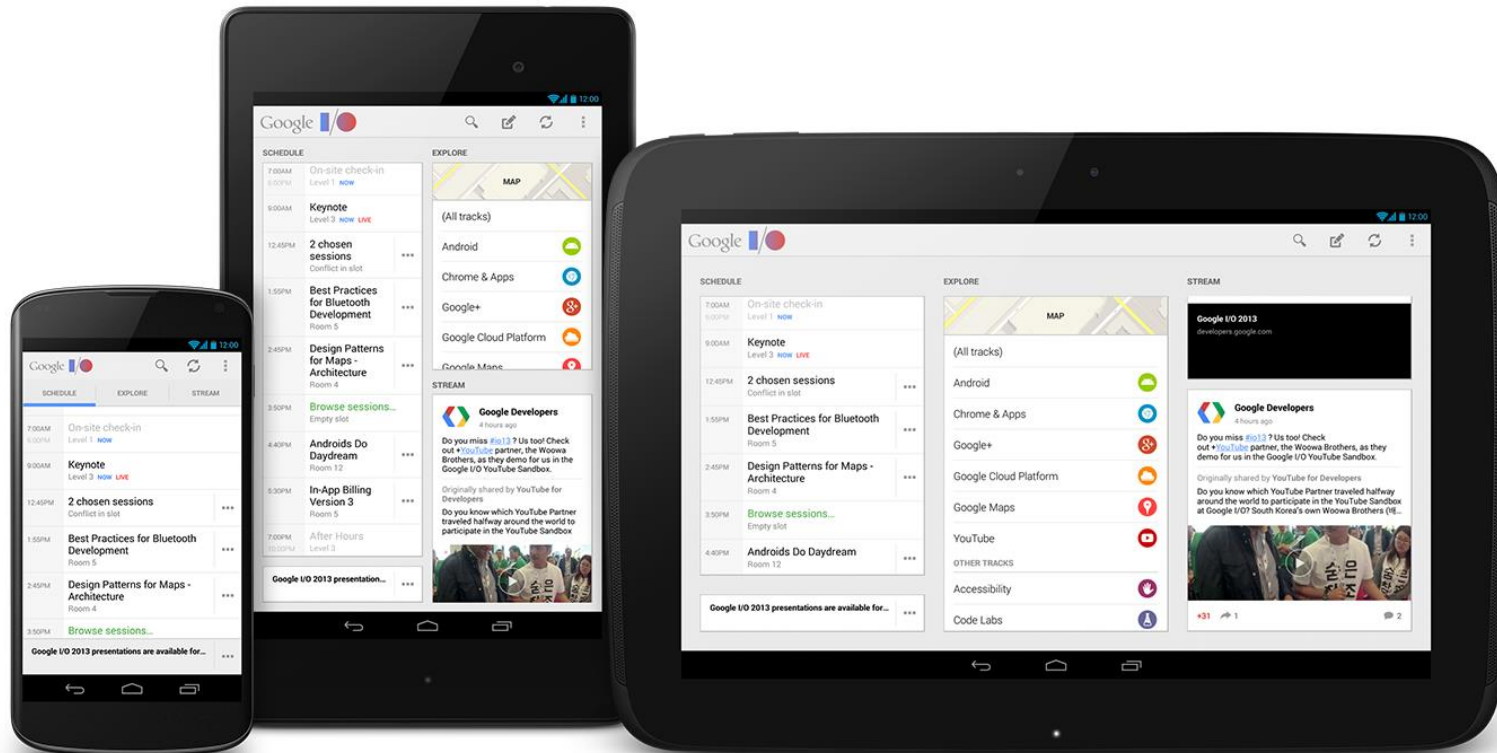 12:00
Google I/O
SCHEDULE EXPLORE STREAM
7:00AM On-site check-in
6:00PM Level 1 NOW
9:00AM Keynote
Level 3 NOW LIVE
12:45PM 2 chosen sessions
Conflict in slot
1:55PM Best Practices for Bluetooth
Development
Room 5
2:45PM Design Patterns for Maps -
Architecture
Room 4
3:50PM Browse sessions...
Google I/O 2013 presentations are available for...
12:00
Google I/O
SCHEDULE
7:00AM On-site check-in
6:00PM Level 1 NOW
9:00AM Keynote
Level 3 NOW LIVE
12:45PM 2 chosen
sessions
Conflict in slot
1:55PM Best Practices
for Bluetooth
Development
Room 5
2:45PM Design Patterns
for Maps -
Architecture
Room 4
3:50PM Browse sessions...
Empty slot
4:40PM Androids Do
Daydream
Room 12
5:30PM In-App Billing
Version 3
Room 5
7:00PM After Hours
10:00PM Level 3
Google I/O 2013 presentation...
EXPLORE
MAP
(All tracks)
Android
Chrome & Apps
Google+
8+
Google Cloud Platform
Google Maps
STREAM
Google Developers
4 hours ago
Do you miss #io13 ? Us too! Check
out +YouTube partner, the Woowa
Brothers, as they demo for us in the
Google I/O YouTube Sandbox.
Originally shared by YouTube for
Developers
Do you know which YouTube Partner
traveled halfway around the world to
participate in the YouTube Sandbox
12:00
Google I/O
SCHEDULE
7:00AM On-site check-in
6:00PM Level 1 NOW
9:00AM Keynote
Level 3 NOW LIVE
12:45PM 2 chosen sessions
Conflict in slot
1:55PM Best Practices for Bluetooth
Development
Room 5
2:45PM Design Patterns for Maps -
Architecture
Room 4
3:50PM Browse sessions...
Empty slot
4:40PM Androids Do Daydream
Room 12
Google I/O 2013 presentations are available for...
EXPLORE
MAP
(All tracks)
Android
Chrome & Apps
Google+
8+
Google Cloud Platform
Google Maps
YouTube
OTHER TRACKS
Accessibility
Code Labs
STREAM
Google I/O 2013
developers.google.com
Google Developers
4 hours ago
Do you miss #io13 ? Us too! Check
out +YouTube partner, the Woowa Brothers, as they
demo for us in the Google I/O YouTube Sandbox.
Originally shared by YouTube for Developers
Do you know which YouTube Partner traveled halfway
around the world to participate in the YouTube Sandbox
at Google I/O? South Korea's own Woowa Brothers (배...
+31 1 2